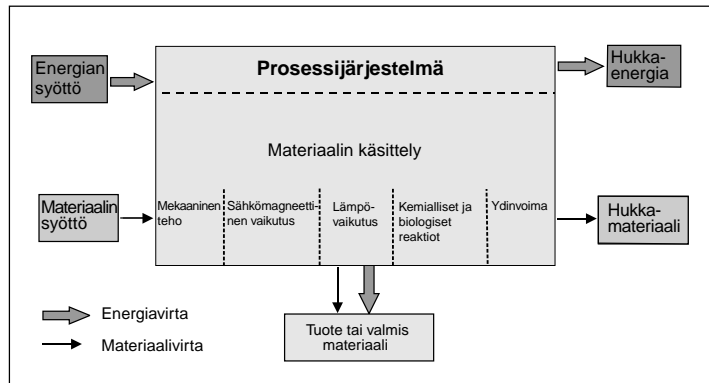 Energian
syöttö
Prosessijärjestelmä
Hukka-
energia
Materiaalin käsittely
Materiaalin
syöttö
Mekaaninen
teho
Sähkömagneetti-
nen vaikutus
Lämpö-
vaikutus
Kemialliset ja
biologiset
reaktiot
Ydinvoima
Hukka-
materiaali
Energiavirta
Materiaalivirta
Tuote tai valmis
materiaali